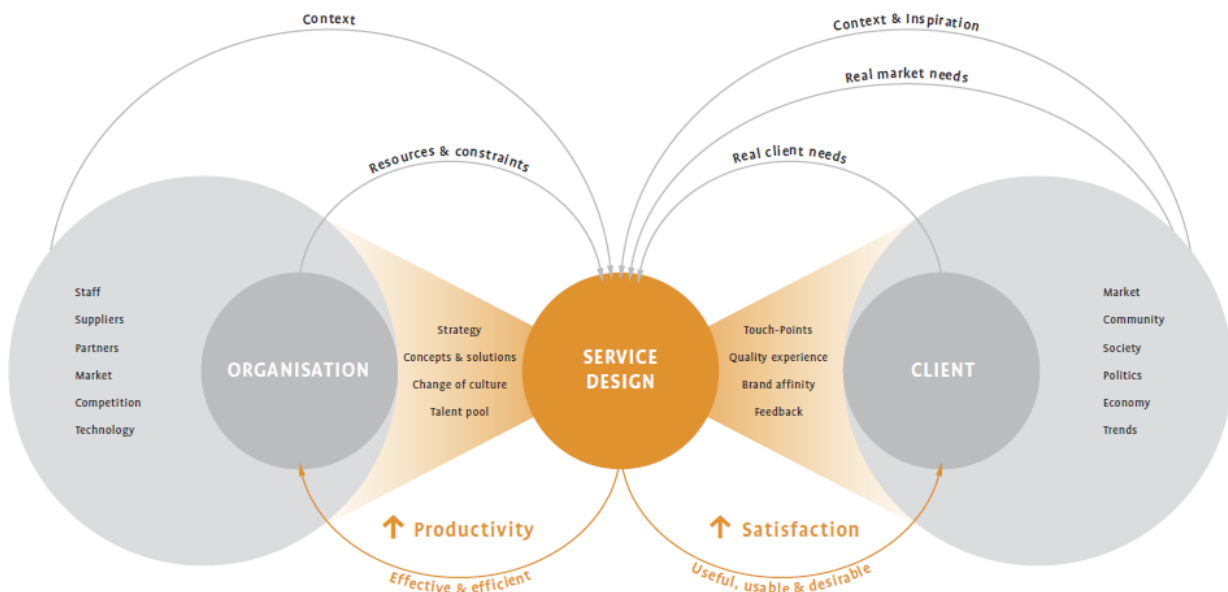 Context
Context & Inspiration
Real market needs
Resources & constraints
Real client needs
Staff
Suppliers
Partners
Market
Competition
Technology
ORGANISATION
Strategy
Concepts & solutions
Change of culture
Talent pool
SERVICE
DESIGN
Touch-Points
Quality experience
Brand affinity
Feedback
CLIENT
Market
Community
Society
Politics
Economy
Trends
↑ Productivity
↑ Satisfaction
Effective & efficient
Useful, usable & desirable